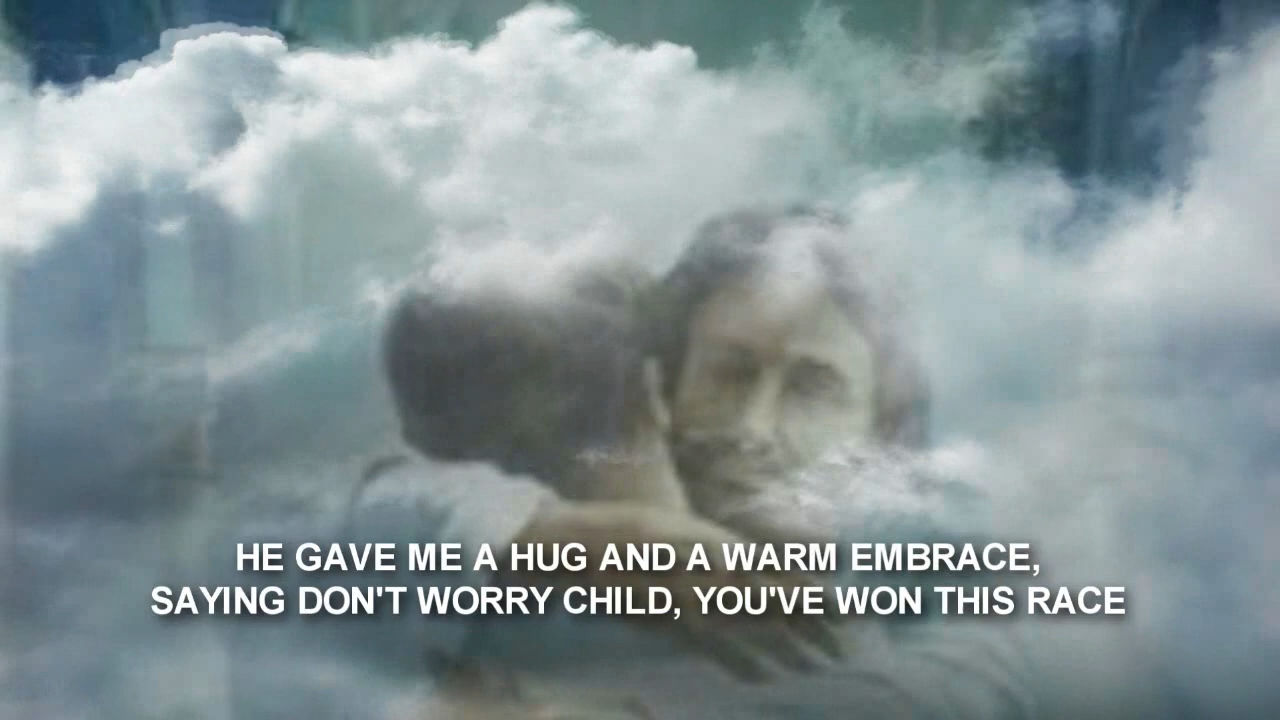 HE GAVE ME A HUG AND A WARM EMBRACE,
SAYING DON'T WORRY CHILD, YOU'VE WON THIS RACE